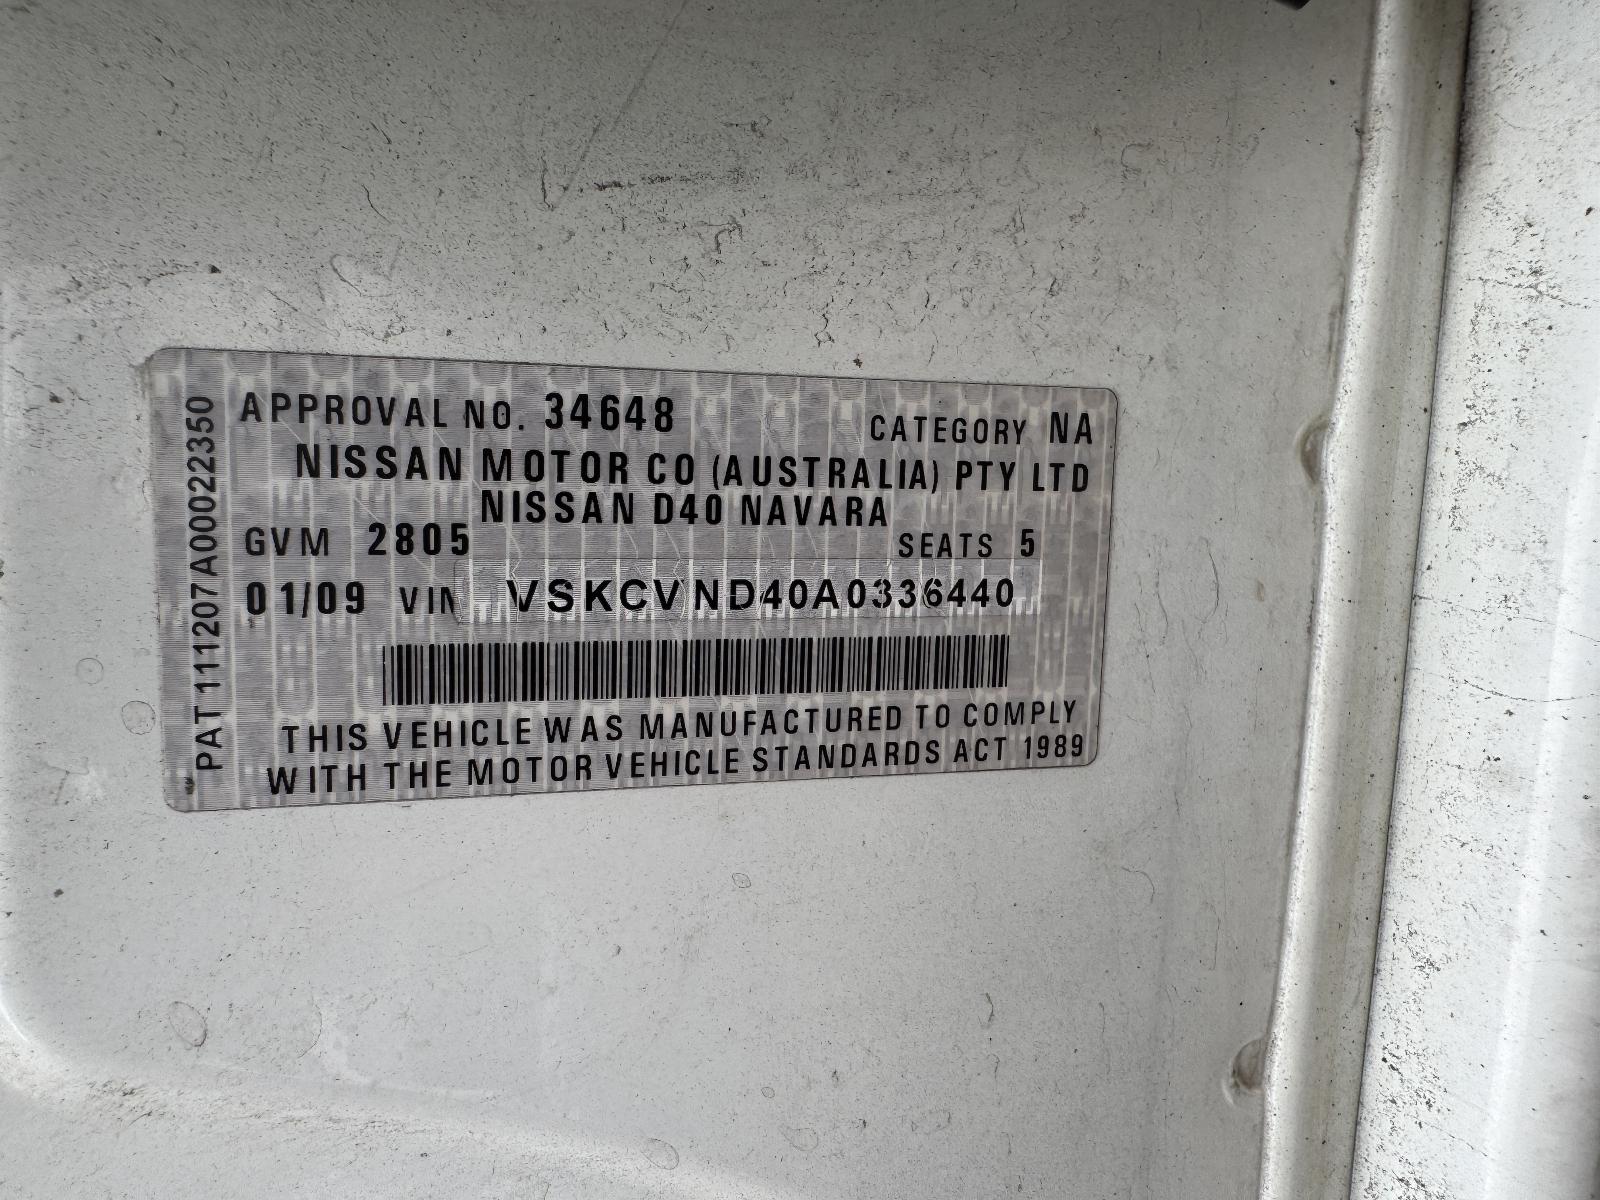 PAT 111207A00022350
APPROVAL NO. 34648 CATEGORY NA
NISSAN MOTOR CO (AUSTRALIA) PTY LTD
NISSAN D40 NAVARA
GVM 2805 SEATS 5
01/09 VIN VSKCVND40A0336440
THIS VEHICLE WAS MANUFACTURED TO COMPLY
WITH THE MOTOR VEHICLE STANDARDS ACT 1989